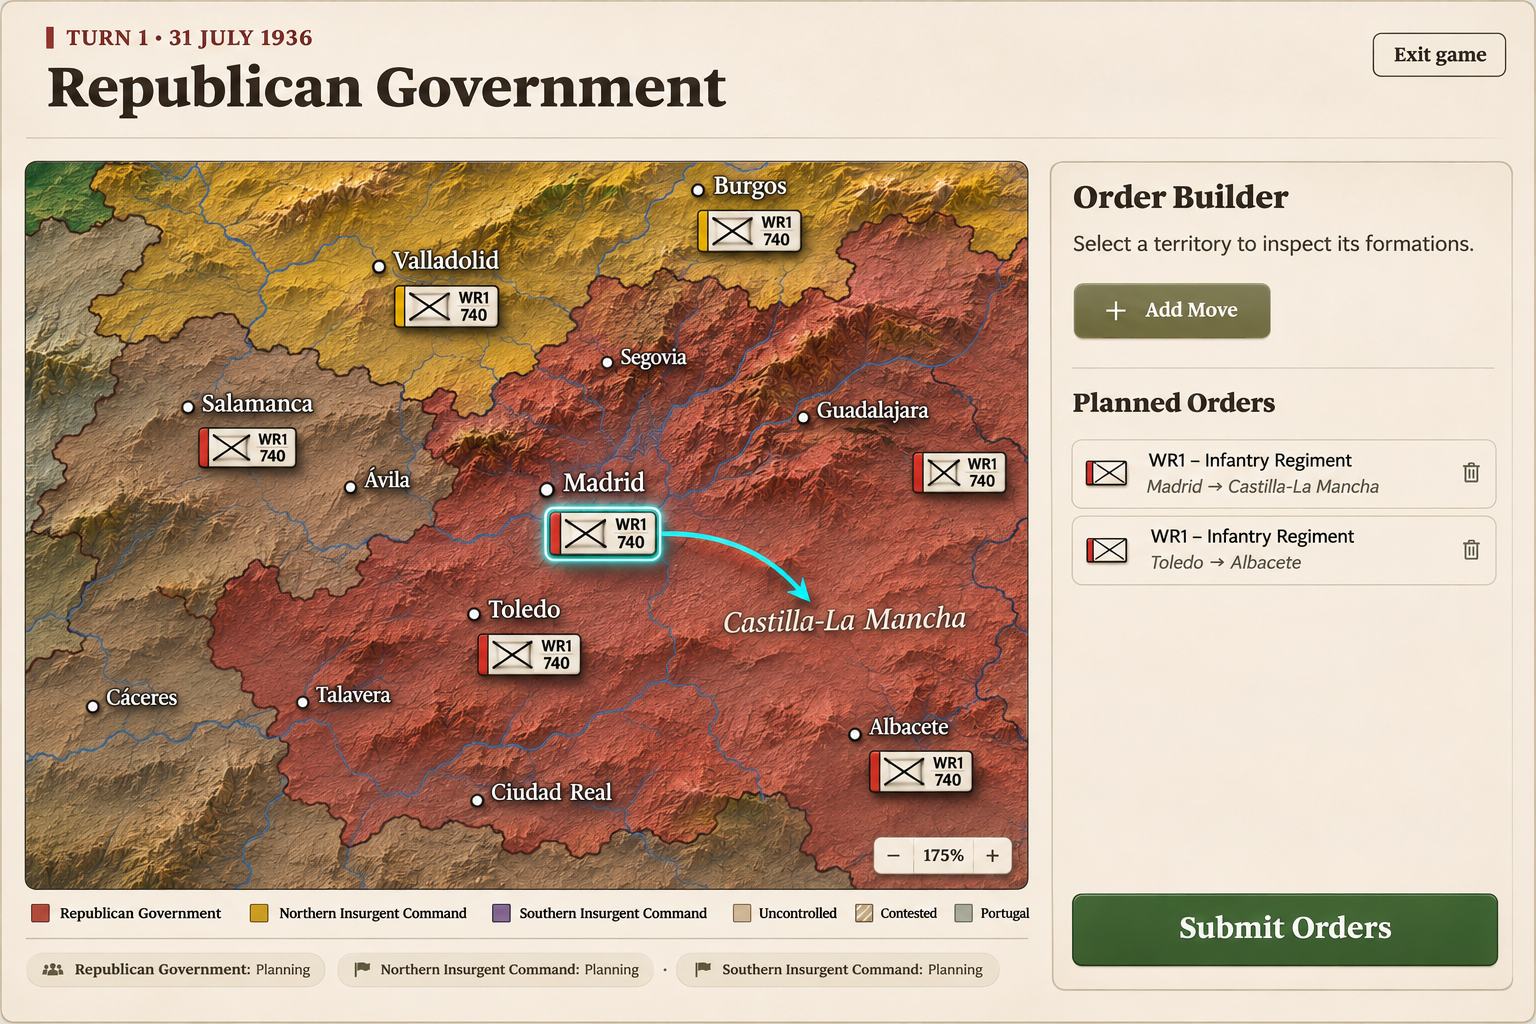 TURN 1 • 31 JULY 1936
Republican Government
Exit game
Burgos
WR1
740
Valladolid
WR1
740
Segovia
Salamanca
WR1
740
Guadalajara
WR1
740
Ávila
Madrid
WR1
740
Castilla-La Mancha
Toledo
WR1
740
Cáceres
Talavera
Albacete
WR1
740
Ciudad Real
− 175% +
Republican Government
Northern Insurgent Command
Southern Insurgent Command
Uncontrolled
Contested
Portugal
Republican Government: Planning
Northern Insurgent Command: Planning
·
Southern Insurgent Command: Planning
Order Builder
Select a territory to inspect its formations.
+ Add Move
Planned Orders
WR1 – Infantry Regiment
Madrid → Castilla-La Mancha
WR1 – Infantry Regiment
Toledo → Albacete
Submit Orders